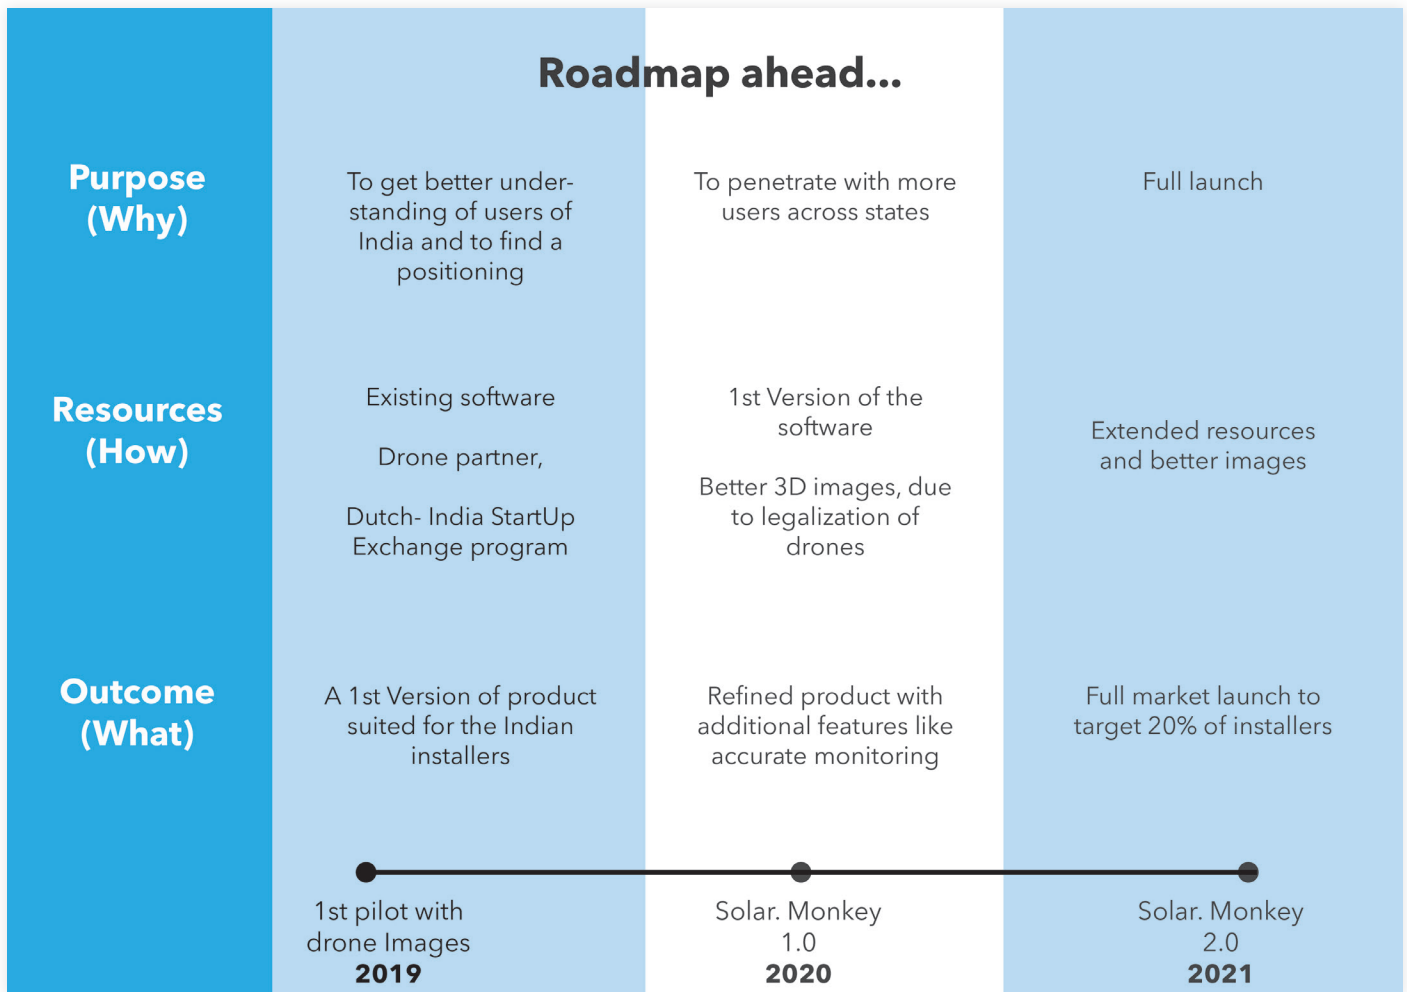 Roadmap ahead...
Purpose
(Why)
To get better under-
standing of users of
India and to find a
positioning
To penetrate with more
users across states
Full launch
Resources
(How)
Existing software
Drone partner,
Dutch- India StartUp
Exchange program
1st Version of the
software
Better 3D images, due
to legalization of
drones
Extended resources
and better images
Outcome
(What)
A 1st Version of product
suited for the Indian
installers
Refined product with
additional features like
accurate monitoring
Full market launch to
target 20% of installers
1st pilot with
drone Images
2019
Solar. Monkey
1.0
2020
Solar. Monkey
2.0
2021